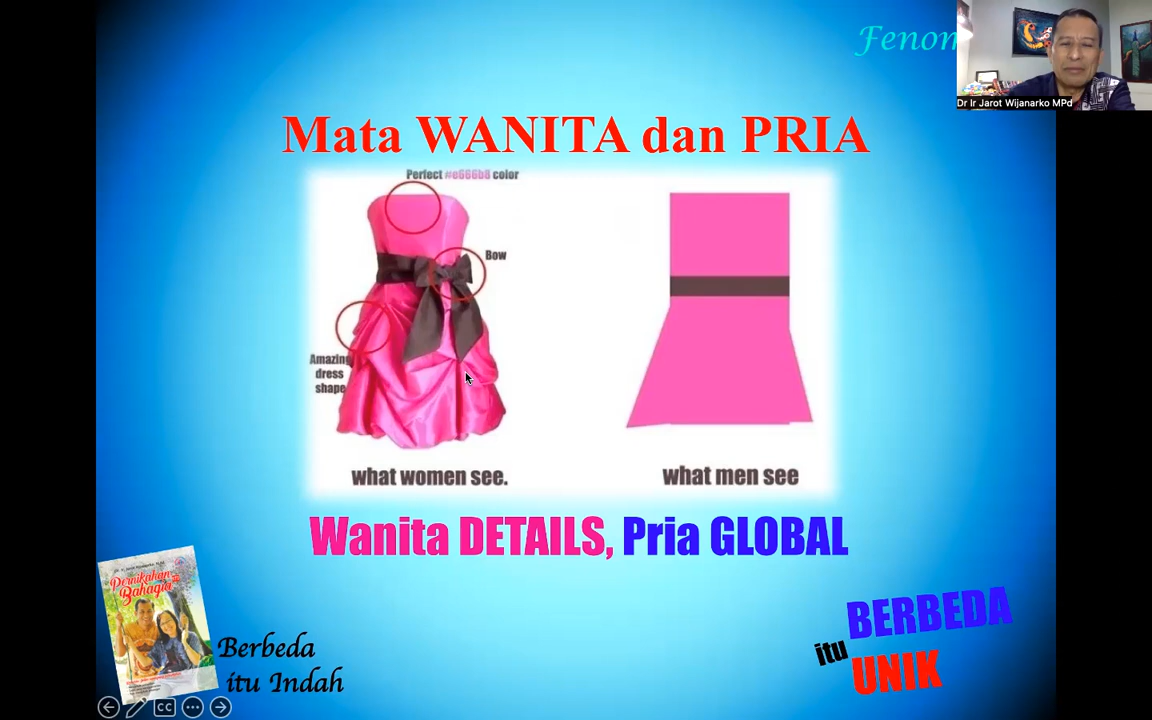 Fenom
Dr Ir Jarot Wijanarko MPd
Mata WANITA dan PRIA
Perfect #e666b8 color
Bow
Amazing
dress
shape
what women see.
what men see
Wanita DETAILS, Pria GLOBAL
Pernikahan
Bahagia
Berbeda
itu Indah
BERBEDA
itu
UNIK
CC